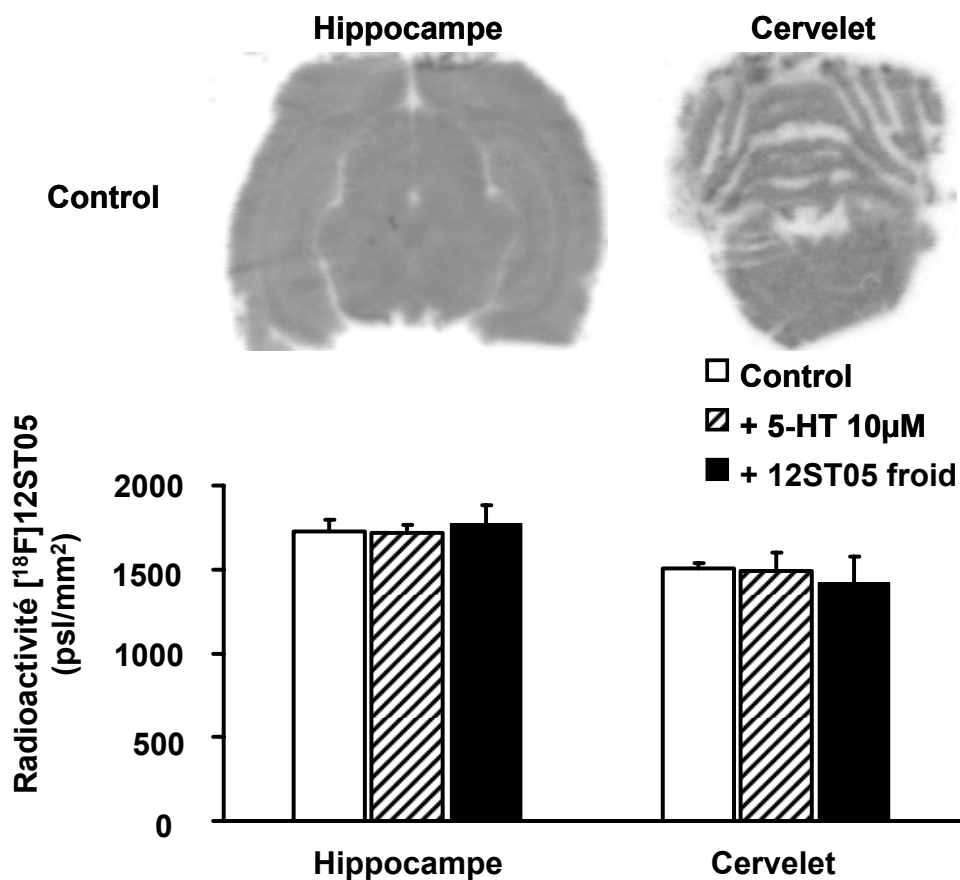 Hippocampe Cervelet
Control
Control
+ 5-HT 10µM
+ 12ST05 froid
Radioactivité [¹⁸F]12ST05
(psl/mm²)
2000
1500
1000
500
0
Hippocampe Cervelet